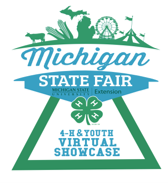 Michigan
STATE FAIR
MICHIGAN STATE
UNIVERSITY Extension
4-H & YOUTH
VIRTUAL
SHOWCASE